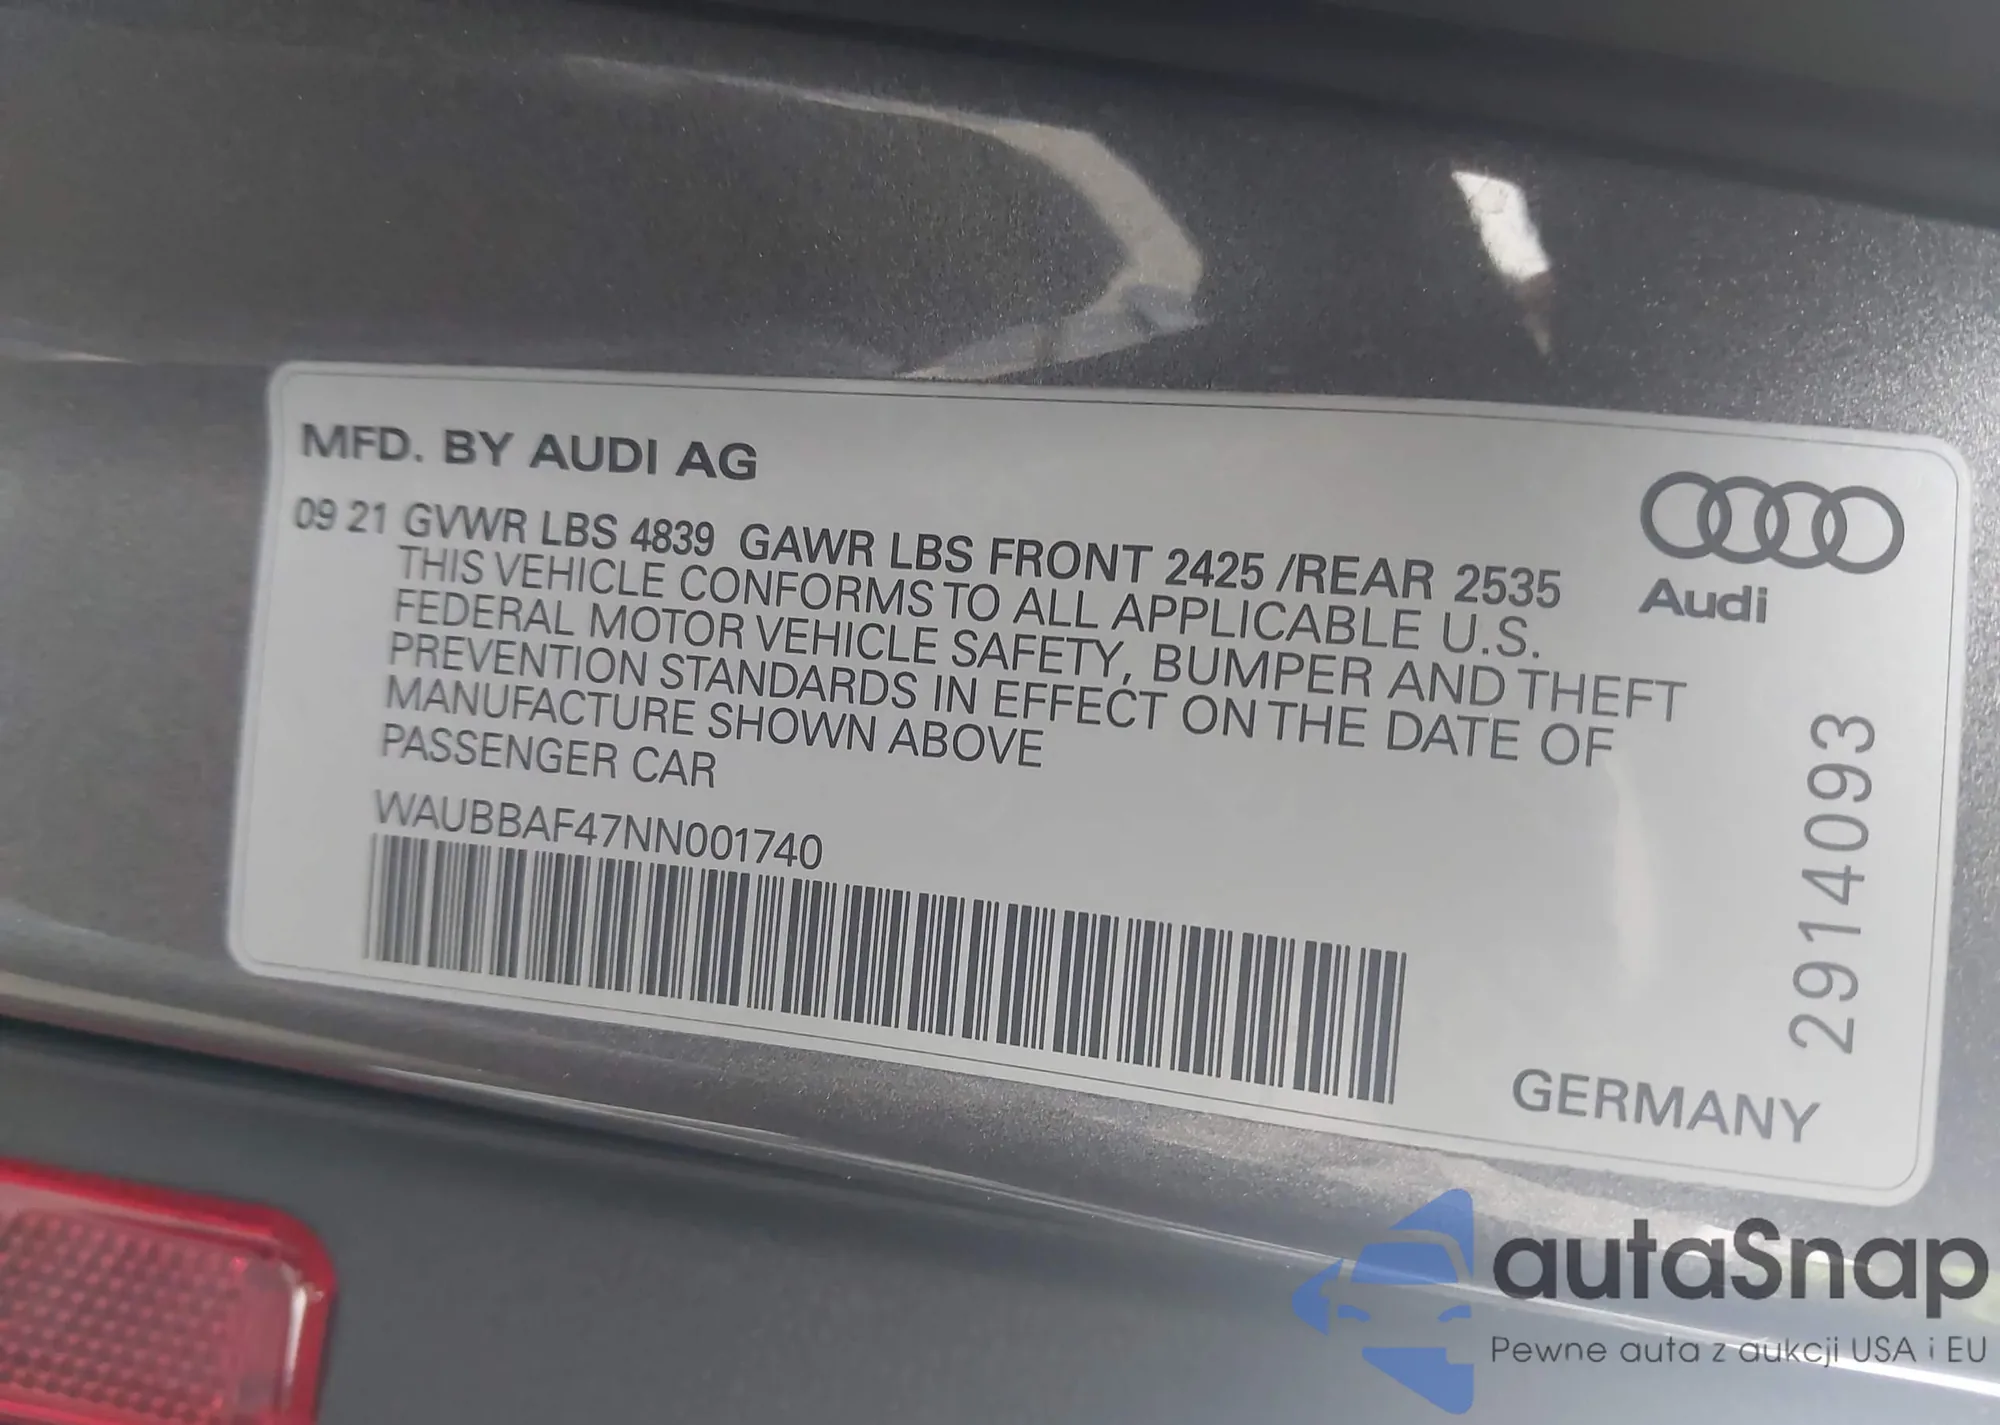 MFD. BY AUDI AG
09 21 GVWR LBS 4839 GAWR LBS FRONT 2425 /REAR 2535
THIS VEHICLE CONFORMS TO ALL APPLICABLE U.S.
FEDERAL MOTOR VEHICLE SAFETY, BUMPER AND THEFT
PREVENTION STANDARDS IN EFFECT ON THE DATE OF
MANUFACTURE SHOWN ABOVE
PASSENGER CAR
WAUBBAF47NN001740
Audi
2914093
GERMANY
autaSnap
Pewne auta z aukcji USA i EU